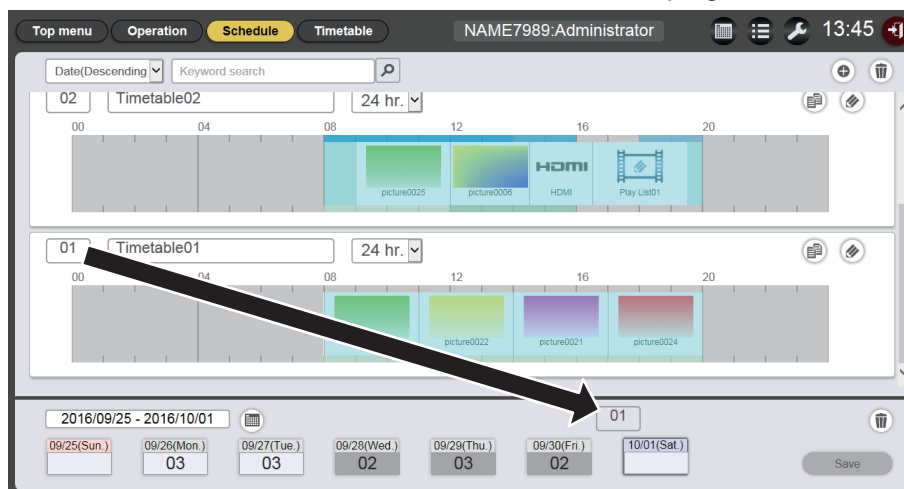 Top menu Operation Schedule Timetable NAME7989:Administrator 13:45
Date(Descending Keyword search
02 Timetable02 24 hr.
00 04 08 12 16 20
picture0025 picture0006 HDMI HDMI Play List01
01 Timetable01 24 hr.
00 04 08 12 16 20
picture0022 picture0021 picture0024
2016/09/25 - 2016/10/01 01
09/25(Sun.) 09/26(Mon.) 09/27(Tue.) 09/28(Wed.) 09/29(Thu.) 09/30(Fri.) 10/01(Sat.)
03 03 02 03 02 Save